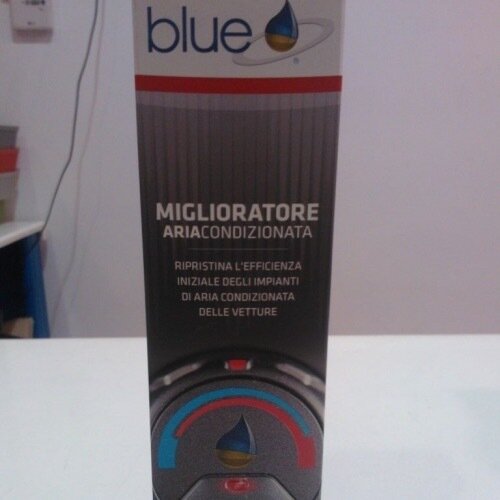 blue
®
MIGLIORATORE
ARIACONDIZIONATA
RIPRISTINA L'EFFICIENZA
INIZIALE DEGLI IMPIANTI
DI ARIA CONDIZIONATA
DELLE VETTURE